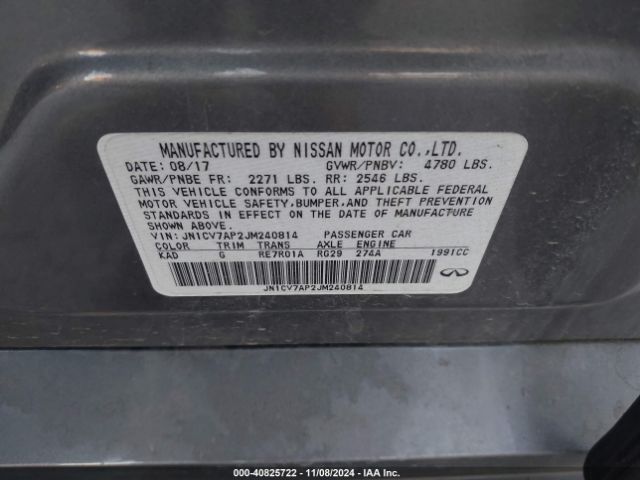 MANUFACTURED BY NISSAN MOTOR CO.,LTD.
DATE: 08/17 GVWR/PNBV: 4780 LBS.
GAWR/PNBE FR: 2271 LBS. RR: 2546 LBS.
THIS VEHICLE CONFORMS TO ALL APPLICABLE FEDERAL
MOTOR VEHICLE SAFETY,BUMPER,AND THEFT PREVENTION
STANDARDS IN EFFECT ON THE DATE OF MANUFACTURE
SHOWN ABOVE.
VIN: JN1CV7AP2JM240814 PASSENGER CAR
COLOR TRIM TRANS AXLE ENGINE
KAD G RE7R01A RG29 274A 1991CC
JN1CV7AP2JM240814
INFINITI
000-40825722 - 11/08/2024 - IAA Inc.